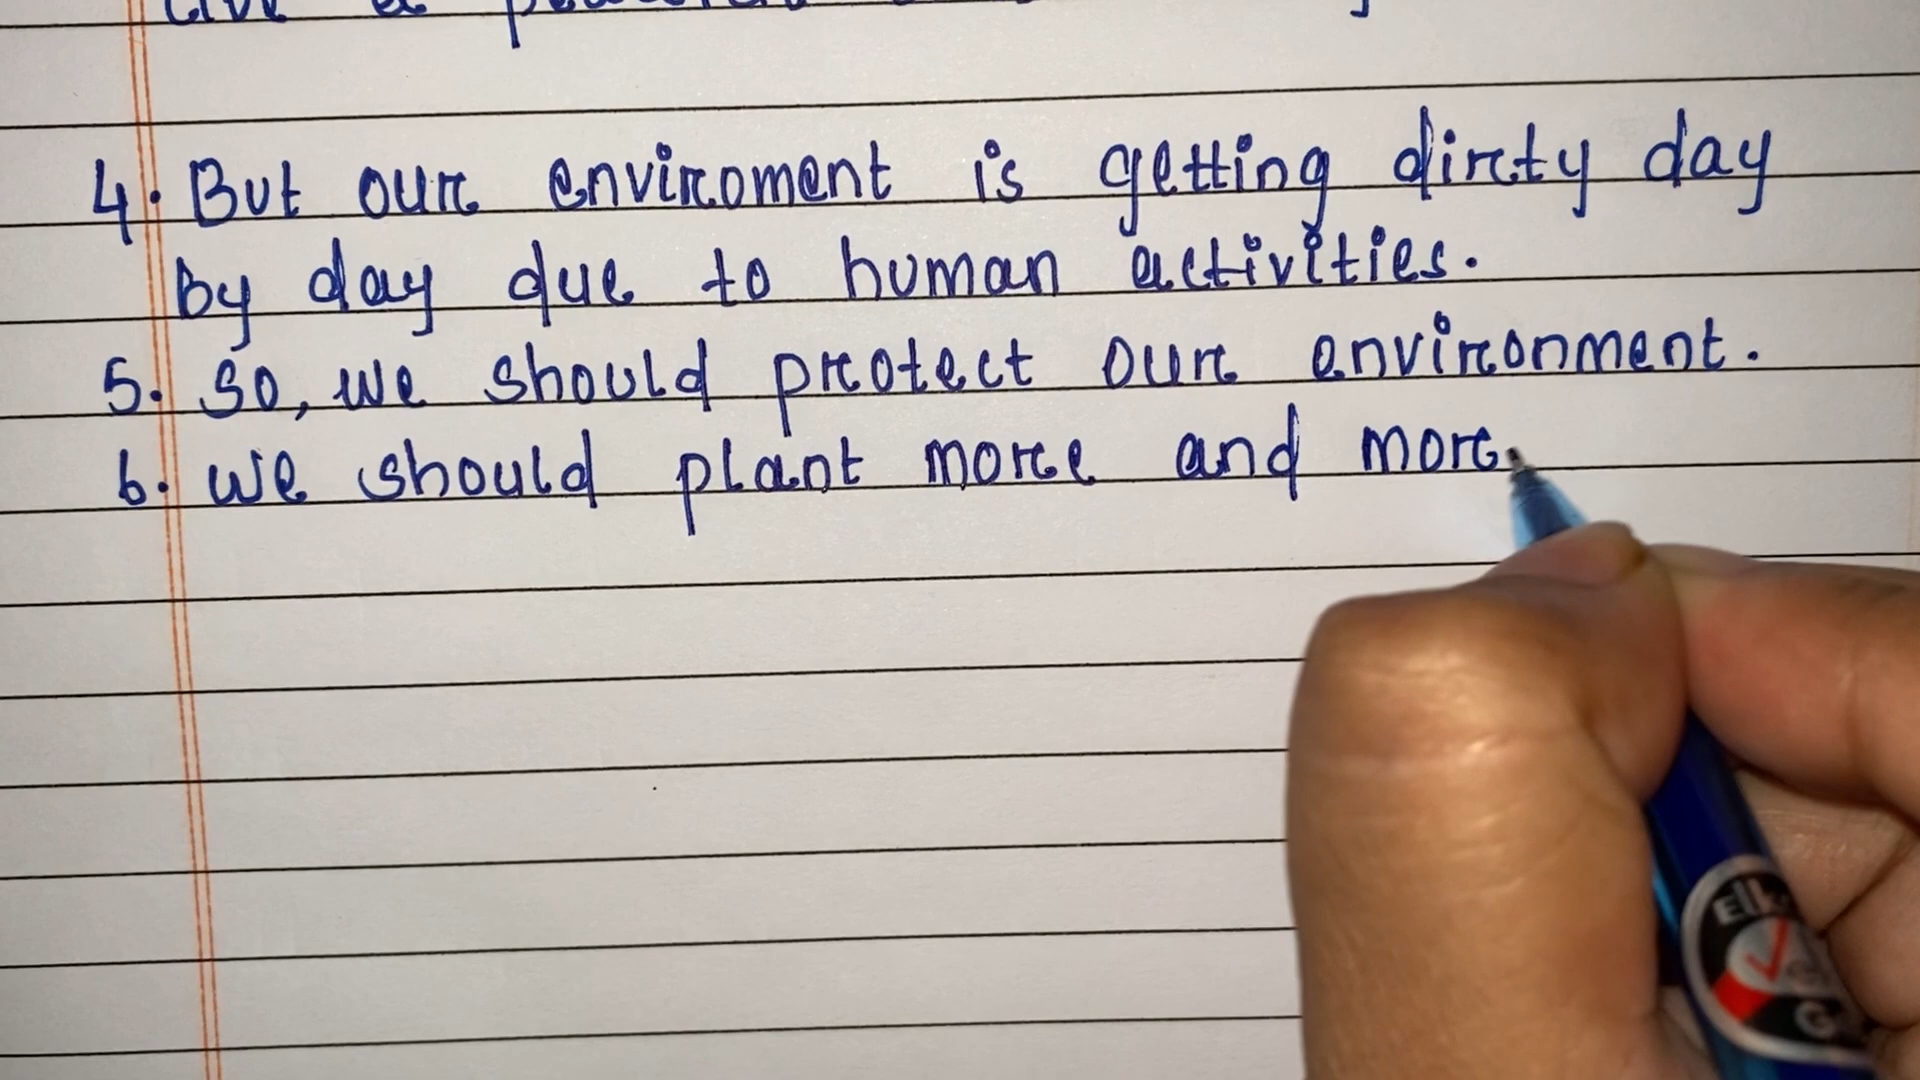 4. But our enviroment is getting dirty day
by day due to human activities.
5. So, we should protect our environment.
6. we should plant more and mor